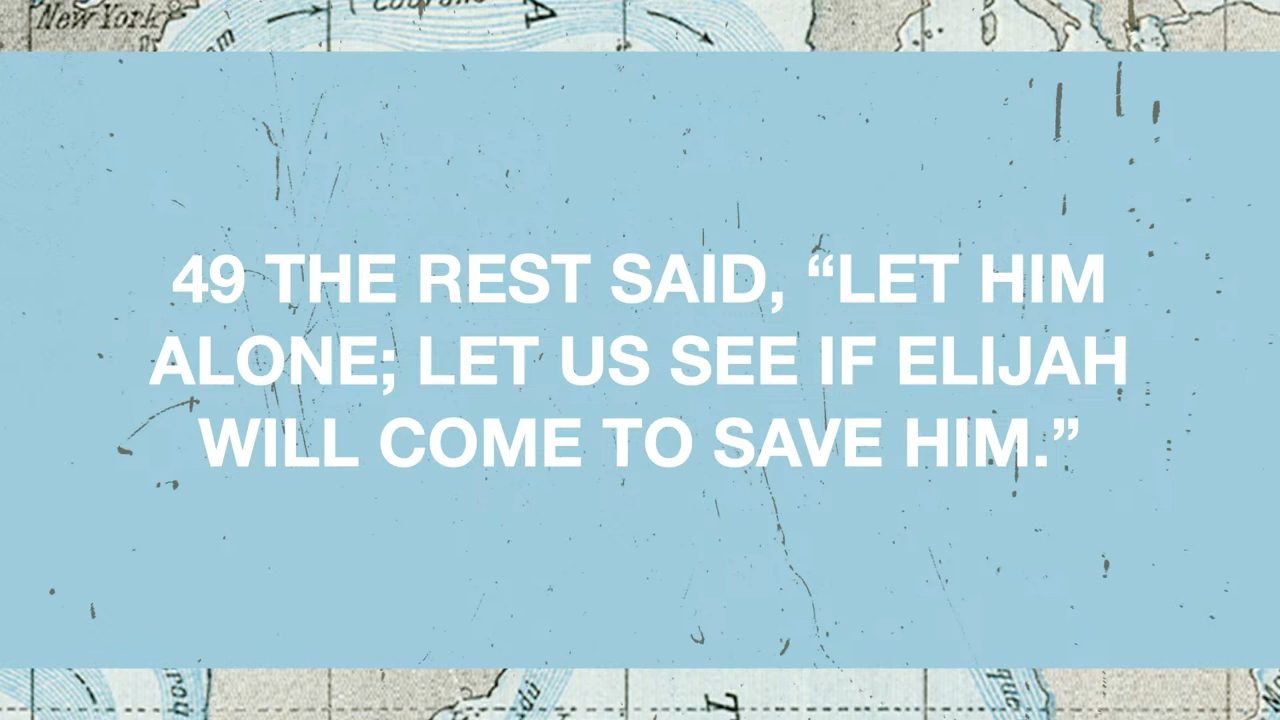 New York
49 THE REST SAID, “LET HIM
ALONE; LET US SEE IF ELIJAH
WILL COME TO SAVE HIM.”